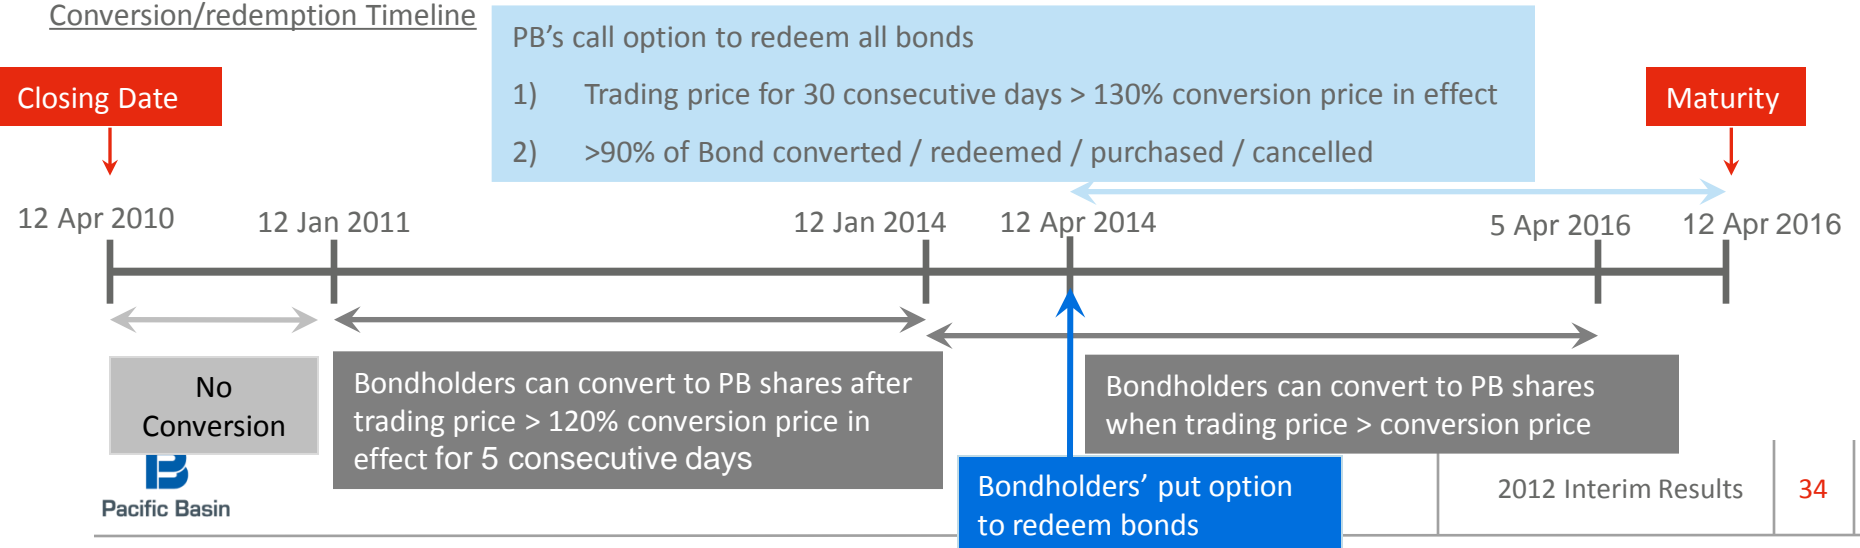 Conversion/redemption Timeline
PB's call option to redeem all bonds
1) Trading price for 30 consecutive days > 130% conversion price in effect
2) >90% of Bond converted / redeemed / purchased / cancelled
Closing Date
Maturity
12 Apr 2010
12 Jan 2011
12 Jan 2014
12 Apr 2014
5 Apr 2016
12 Apr 2016
No
Conversion
Bondholders can convert to PB shares after
trading price > 120% conversion price in
effect for 5 consecutive days
Bondholders can convert to PB shares
when trading price > conversion price
Bondholders' put option
to redeem bonds
Pacific Basin
2012 Interim Results
34